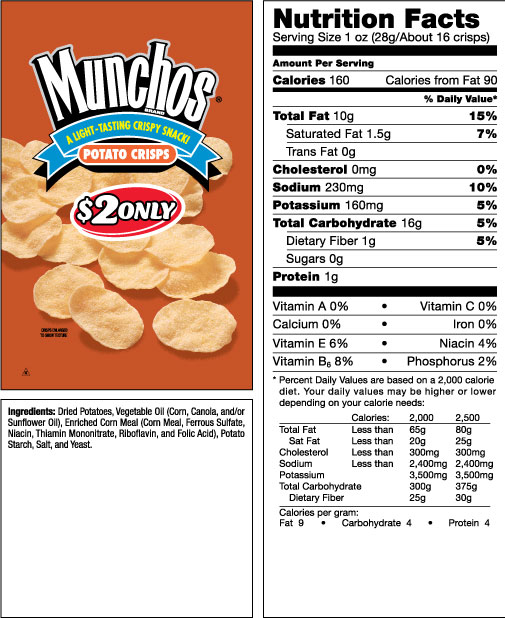 Munchos
BRAND
®
A LIGHT-TASTING CRISPY SNACK!
POTATO CRISPS
$2 ONLY
CRISPS ENLARGED
TO SHOW TEXTURE
Ingredients: Dried Potatoes, Vegetable Oil (Corn, Canola, and/or
Sunflower Oil), Enriched Corn Meal (Corn Meal, Ferrous Sulfate,
Niacin, Thiamin Mononitrate, Riboflavin, and Folic Acid), Potato
Starch, Salt, and Yeast.
Nutrition Facts
Serving Size 1 oz (28g/About 16 crisps)
Amount Per Serving
Calories 160 Calories from Fat 90
% Daily Value*
Total Fat 10g 15%
Saturated Fat 1.5g 7%
Trans Fat 0g
Cholesterol 0mg 0%
Sodium 230mg 10%
Potassium 160mg 5%
Total Carbohydrate 16g 5%
Dietary Fiber 1g 5%
Sugars 0g
Protein 1g
Vitamin A 0% • Vitamin C 0%
Calcium 0% • Iron 0%
Vitamin E 6% • Niacin 4%
Vitamin B₆ 8% • Phosphorus 2%
* Percent Daily Values are based on a 2,000 calorie
diet. Your daily values may be higher or lower
depending on your calorie needs:
Calories: 2,000 2,500
Total Fat Less than 65g 80g
Sat Fat Less than 20g 25g
Cholesterol Less than 300mg 300mg
Sodium Less than 2,400mg 2,400mg
Potassium 3,500mg 3,500mg
Total Carbohydrate 300g 375g
Dietary Fiber 25g 30g
Calories per gram:
Fat 9 • Carbohydrate 4 • Protein 4